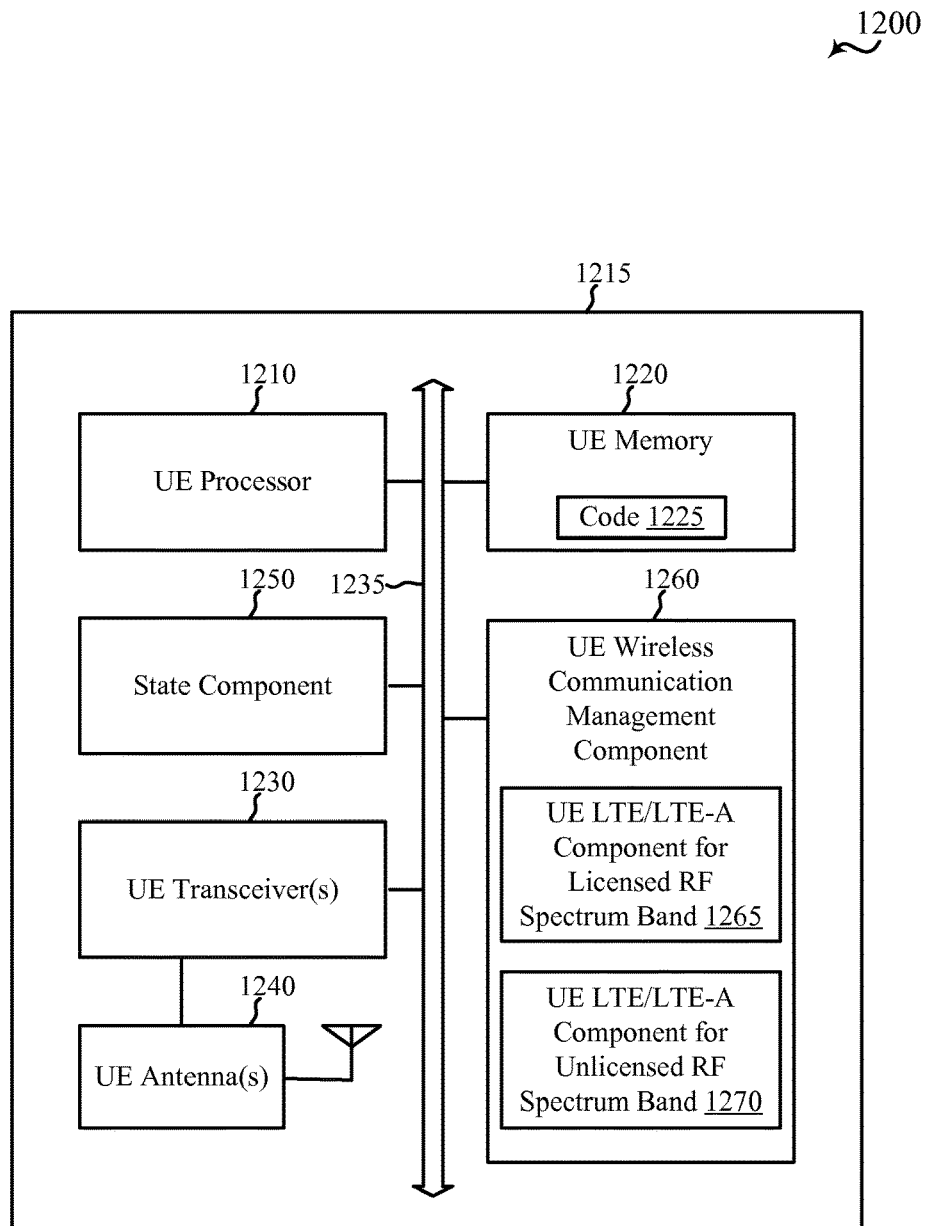 1200
1215
1210
UE Processor
1220
UE Memory
Code 1225
1235
1250
State Component
1260
UE Wireless
Communication
Management
Component
UE LTE/LTE-A
Component for
Licensed RF
Spectrum Band 1265
UE LTE/LTE-A
Component for
Unlicensed RF
Spectrum Band 1270
1230
UE Transceiver(s)
1240
UE Antenna(s)